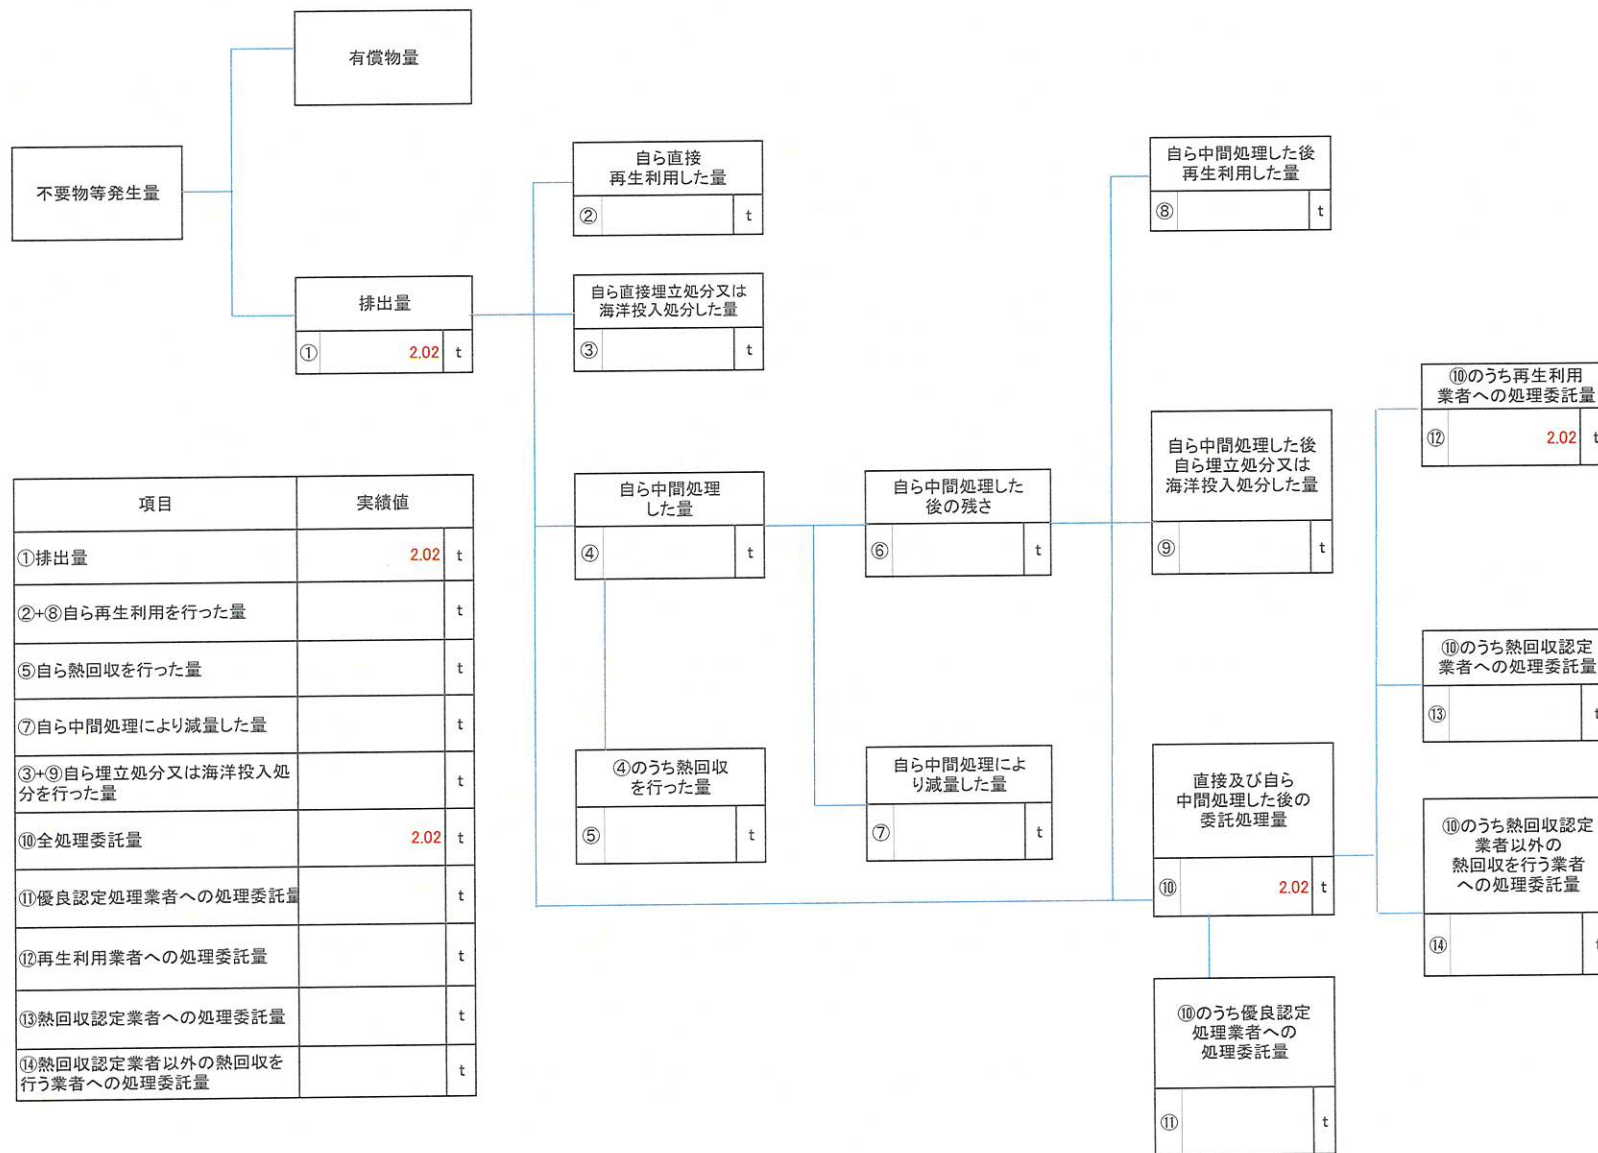 有償物量
不要物等発生量
排出量
① 2.02 t
自ら直接
再生利用した量
② t
自ら直接埋立処分又は
海洋投入処分した量
③ t
自ら中間処理
した量
④ t
④のうち熱回収
を行った量
⑤ t
自ら中間処理した
後の残さ
⑥ t
自ら中間処理によ
り減量した量
⑦ t
自ら中間処理した後
再生利用した量
⑧ t
自ら中間処理した後
自ら埋立処分又は
海洋投入処分した量
⑨ t
直接及び自ら
中間処理した後の
委託処理量
⑩ 2.02 t
⑩のうち優良認定
処理業者への
処理委託量
⑪ t
⑩のうち再生利用
業者への処理委託量
⑫ 2.02 t
⑩のうち熱回収認定
業者への処理委託量
⑬ t
⑩のうち熱回収認定
業者以外の
熱回収を行う業者
への処理委託量
⑭ t
項目 実績値
①排出量 2.02 t
②+⑧自ら再生利用を行った量 t
⑤自ら熱回収を行った量 t
⑦自ら中間処理により減量した量 t
③+⑨自ら埋立処分又は海洋投入処
分を行った量 t
⑩全処理委託量 2.02 t
⑪優良認定処理業者への処理委託量 t
⑫再生利用業者への処理委託量 t
⑬熱回収認定業者への処理委託量 t
⑭熱回収認定業者以外の熱回収を
行う業者への処理委託量 t